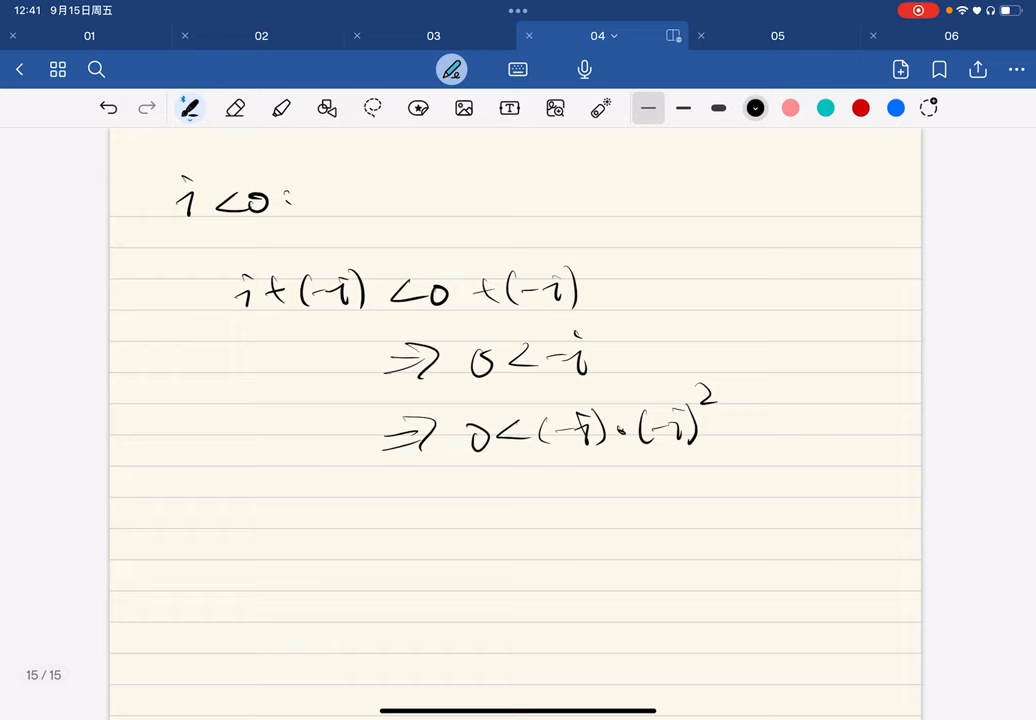 12:41 9月15日周五
01 02 03 04 05 06
T
i < 0 :
i + (-i) < 0 + (-i)
⇒ 0 < -i
⇒ 0 < (-i) · (-i)²
15 / 15